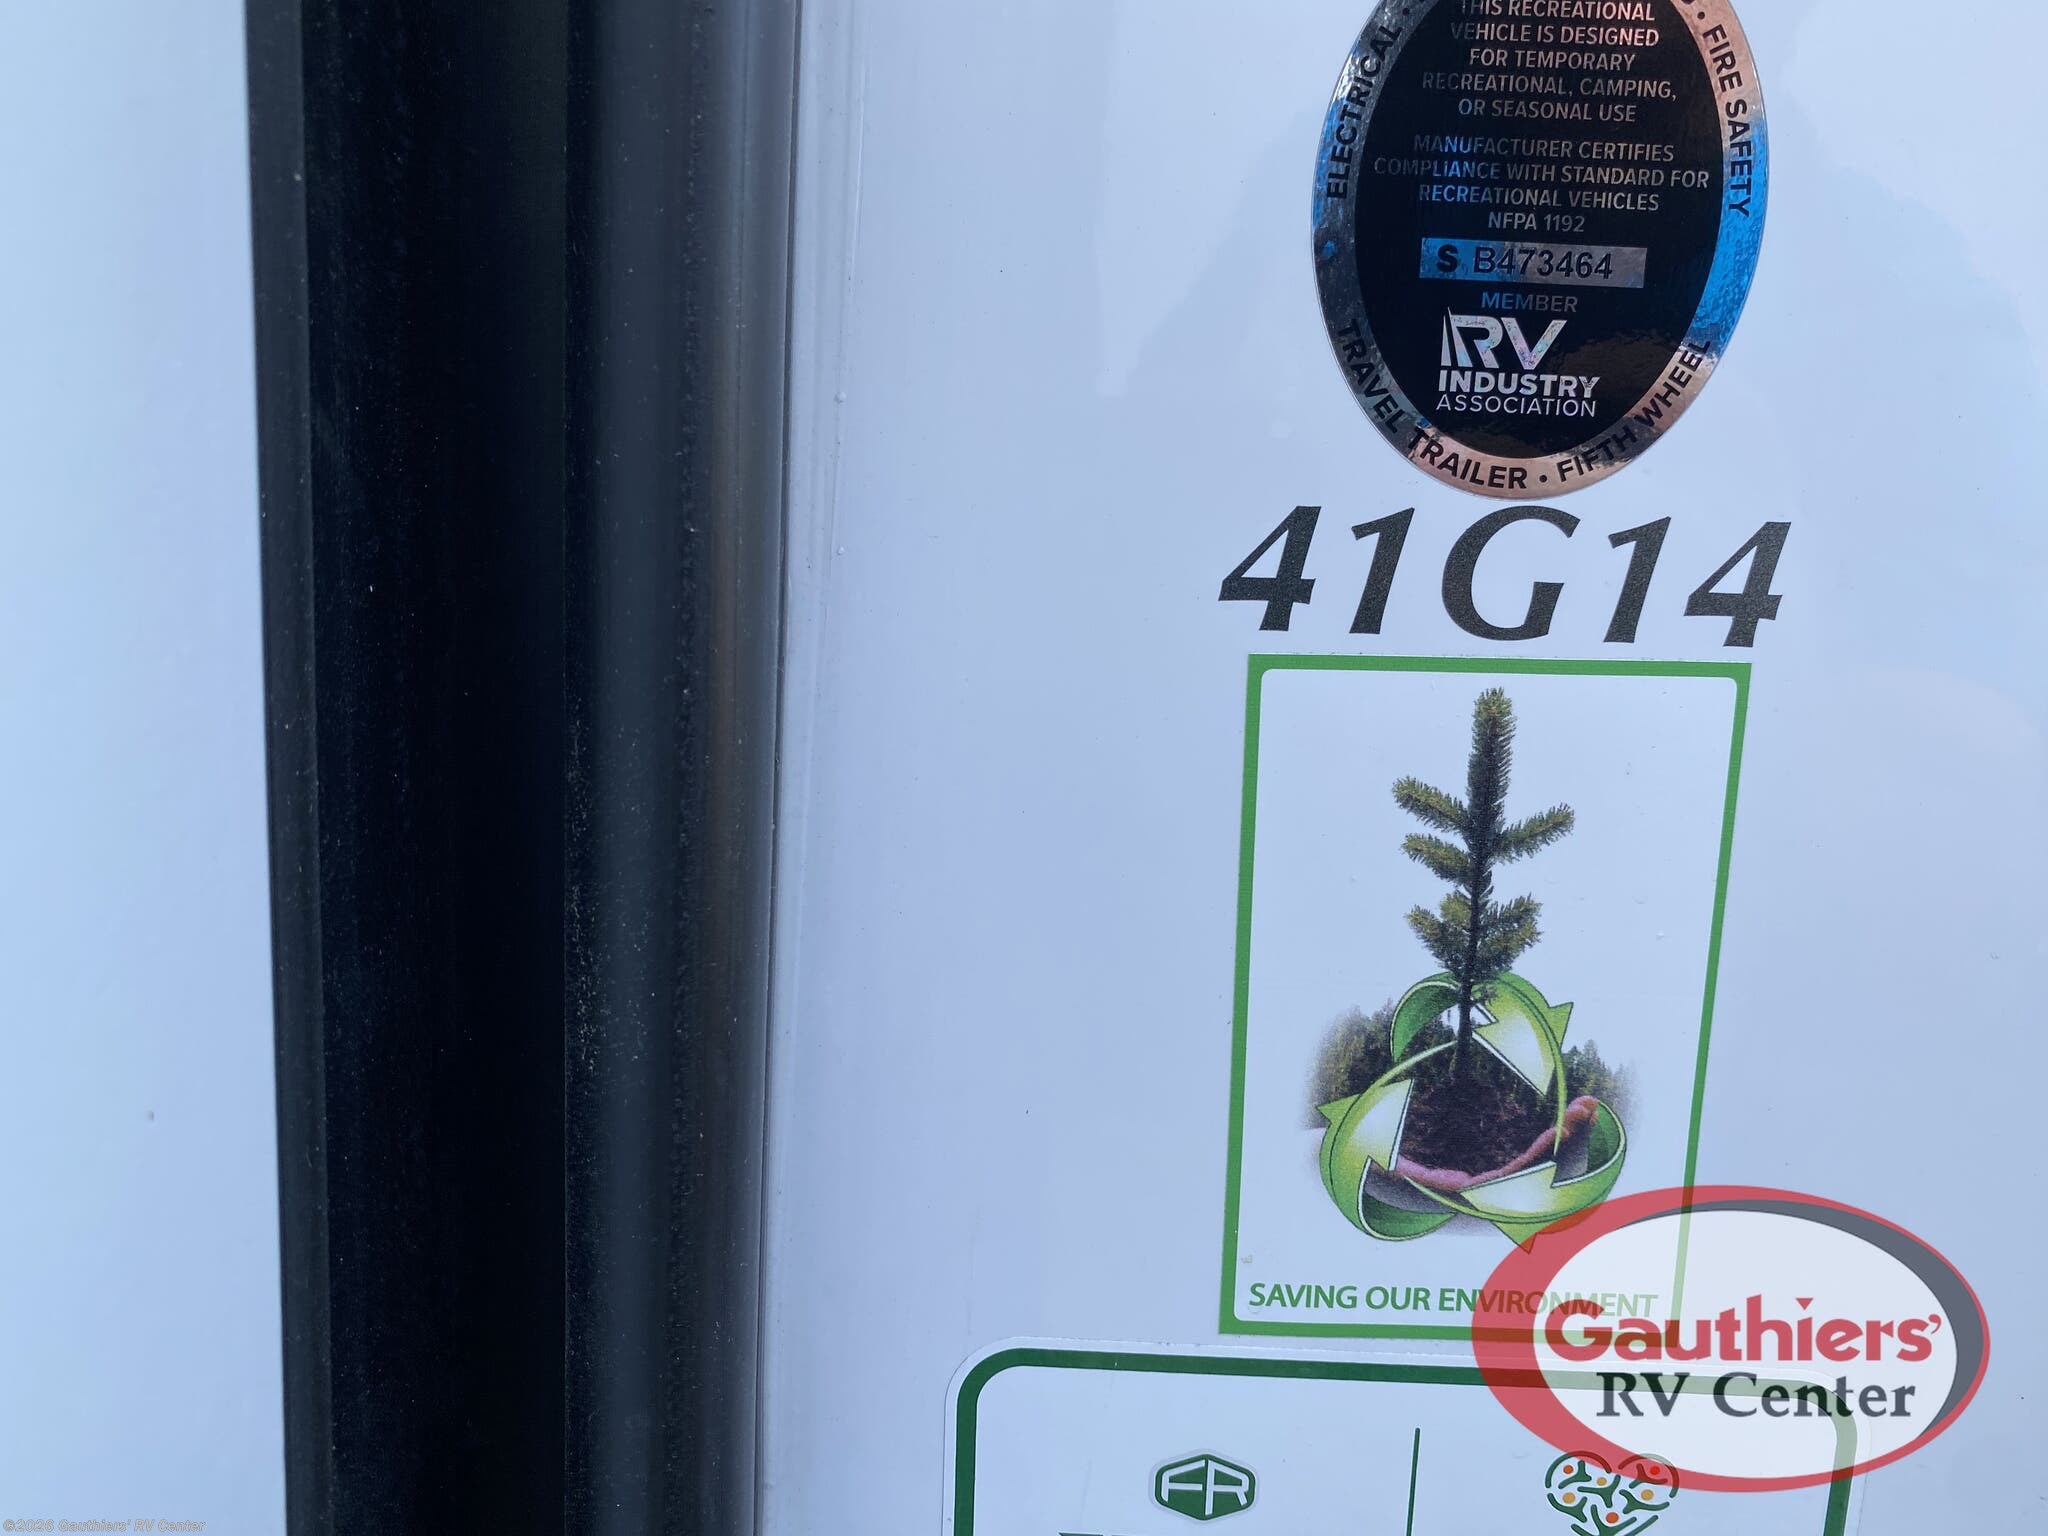 ELECTRICAL •
• FIRE SAFETY
THIS RECREATIONAL
VEHICLE IS DESIGNED
FOR TEMPORARY
RECREATIONAL, CAMPING,
OR SEASONAL USE
MANUFACTURER CERTIFIES
COMPLIANCE WITH STANDARD FOR
RECREATIONAL VEHICLES
NFPA 1192
S B473464
MEMBER
RV
INDUSTRY
ASSOCIATION
TRAVEL TRAILER • FIFTH WHEEL
41G14
SAVING OUR ENVIRONMENT
Gauthiers'
RV Center
FR
©2026 Gauthiers' RV Center